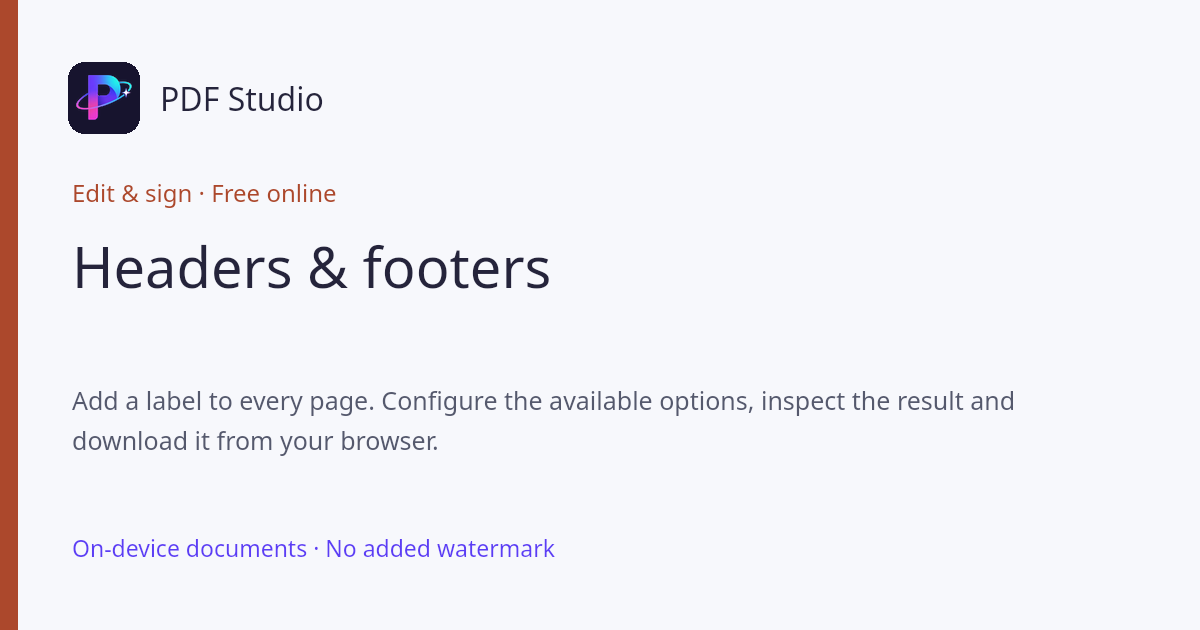 PDF Studio
Edit & sign · Free online
Headers & footers
Add a label to every page. Configure the available options, inspect the result and
download it from your browser.
On-device documents · No added watermark